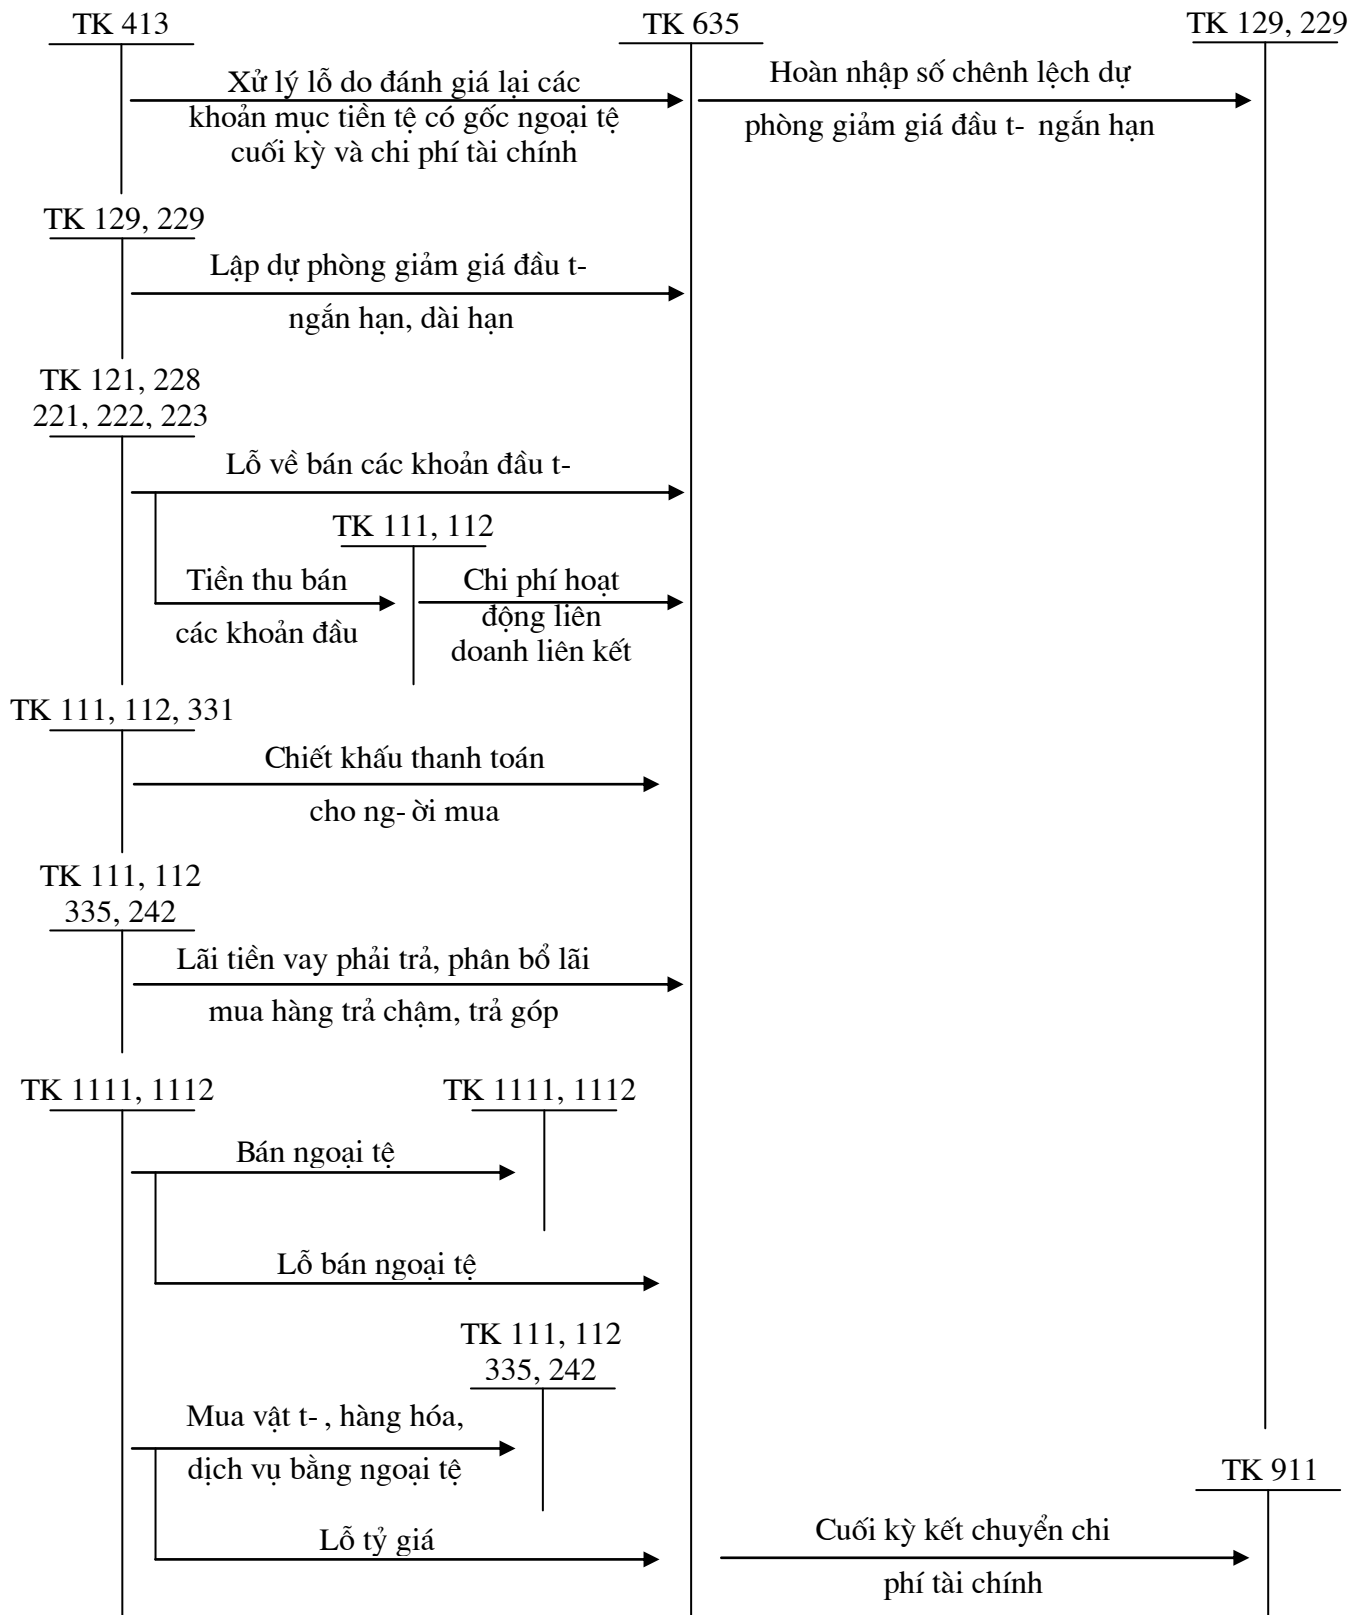 TK 413
TK 635
TK 129, 229
Xử lý lỗ do đánh giá lại các
khoản mục tiền tệ có gốc ngoại tệ
cuối kỳ và chi phí tài chính
Hoàn nhập số chênh lệch dự
phòng giảm giá đầu t- ngắn hạn
TK 129, 229
Lập dự phòng giảm giá đầu t-
ngắn hạn, dài hạn
TK 121, 228
221, 222, 223
Lỗ về bán các khoản đầu t-
TK 111, 112
Tiền thu bán
các khoản đầu
Chi phí hoạt
động liên
doanh liên kết
TK 111, 112, 331
Chiết khấu thanh toán
cho ng- ời mua
TK 111, 112
335, 242
Lãi tiền vay phải trả, phân bổ lãi
mua hàng trả chậm, trả góp
TK 1111, 1112
TK 1111, 1112
Bán ngoại tệ
Lỗ bán ngoại tệ
TK 111, 112
335, 242
Mua vật t- , hàng hóa,
dịch vụ bằng ngoại tệ
Lỗ tỷ giá
TK 911
Cuối kỳ kết chuyển chi
phí tài chính